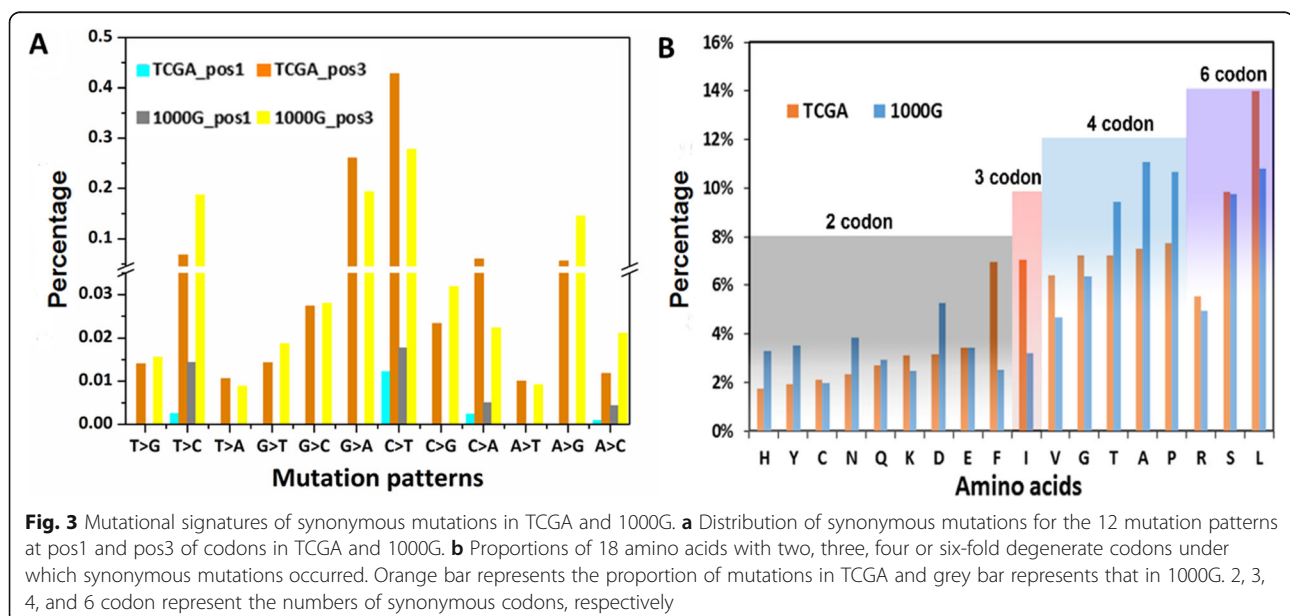 A
0.5
0.4
0.3
0.2
0.1
0.03
0.02
0.01
0.00
Percentage
TCGA_pos1
TCGA_pos3
1000G_pos1
1000G_pos3
T>G T>C T>A G>T G>C G>A C>T C>G C>A A>T A>G A>C
Mutation patterns
B
16%
14%
12%
10%
8%
6%
4%
2%
0%
Percentage
TCGA 1000G
2 codon
3 codon
4 codon
6 codon
H Y C N Q K D E F I V G T A P R S L
Amino acids
Fig. 3 Mutational signatures of synonymous mutations in TCGA and 1000G. a Distribution of synonymous mutations for the 12 mutation patterns
at pos1 and pos3 of codons in TCGA and 1000G. b Proportions of 18 amino acids with two, three, four or six-fold degenerate codons under
which synonymous mutations occurred. Orange bar represents the proportion of mutations in TCGA and grey bar represents that in 1000G. 2, 3,
4, and 6 codon represent the numbers of synonymous codons, respectively